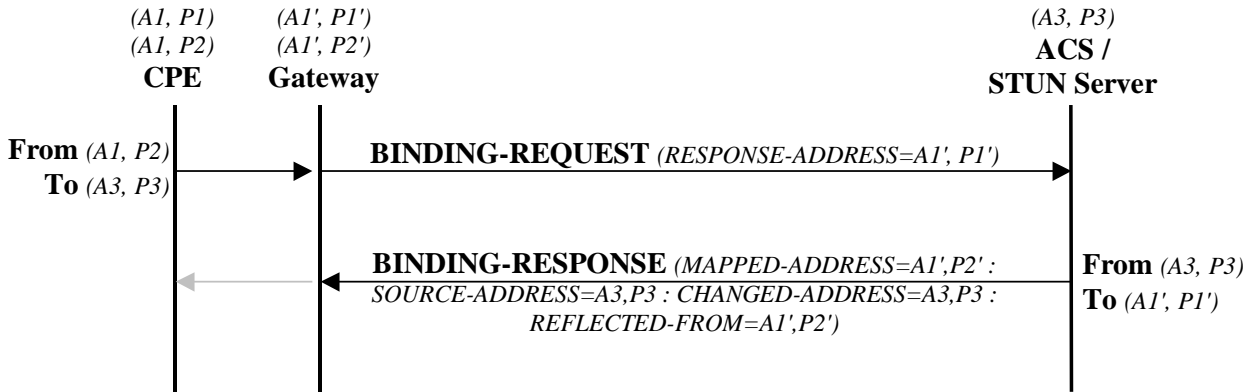 (A1, P1)
(A1, P2)
CPE
(A1', P1')
(A1', P2')
Gateway
(A3, P3)
ACS /
STUN Server
From (A1, P2)
To (A3, P3)
BINDING-REQUEST (RESPONSE-ADDRESS=A1', P1')
BINDING-RESPONSE (MAPPED-ADDRESS=A1',P2' :
SOURCE-ADDRESS=A3,P3 : CHANGED-ADDRESS=A3,P3 :
REFLECTED-FROM=A1',P2')
From (A3, P3)
To (A1', P1')